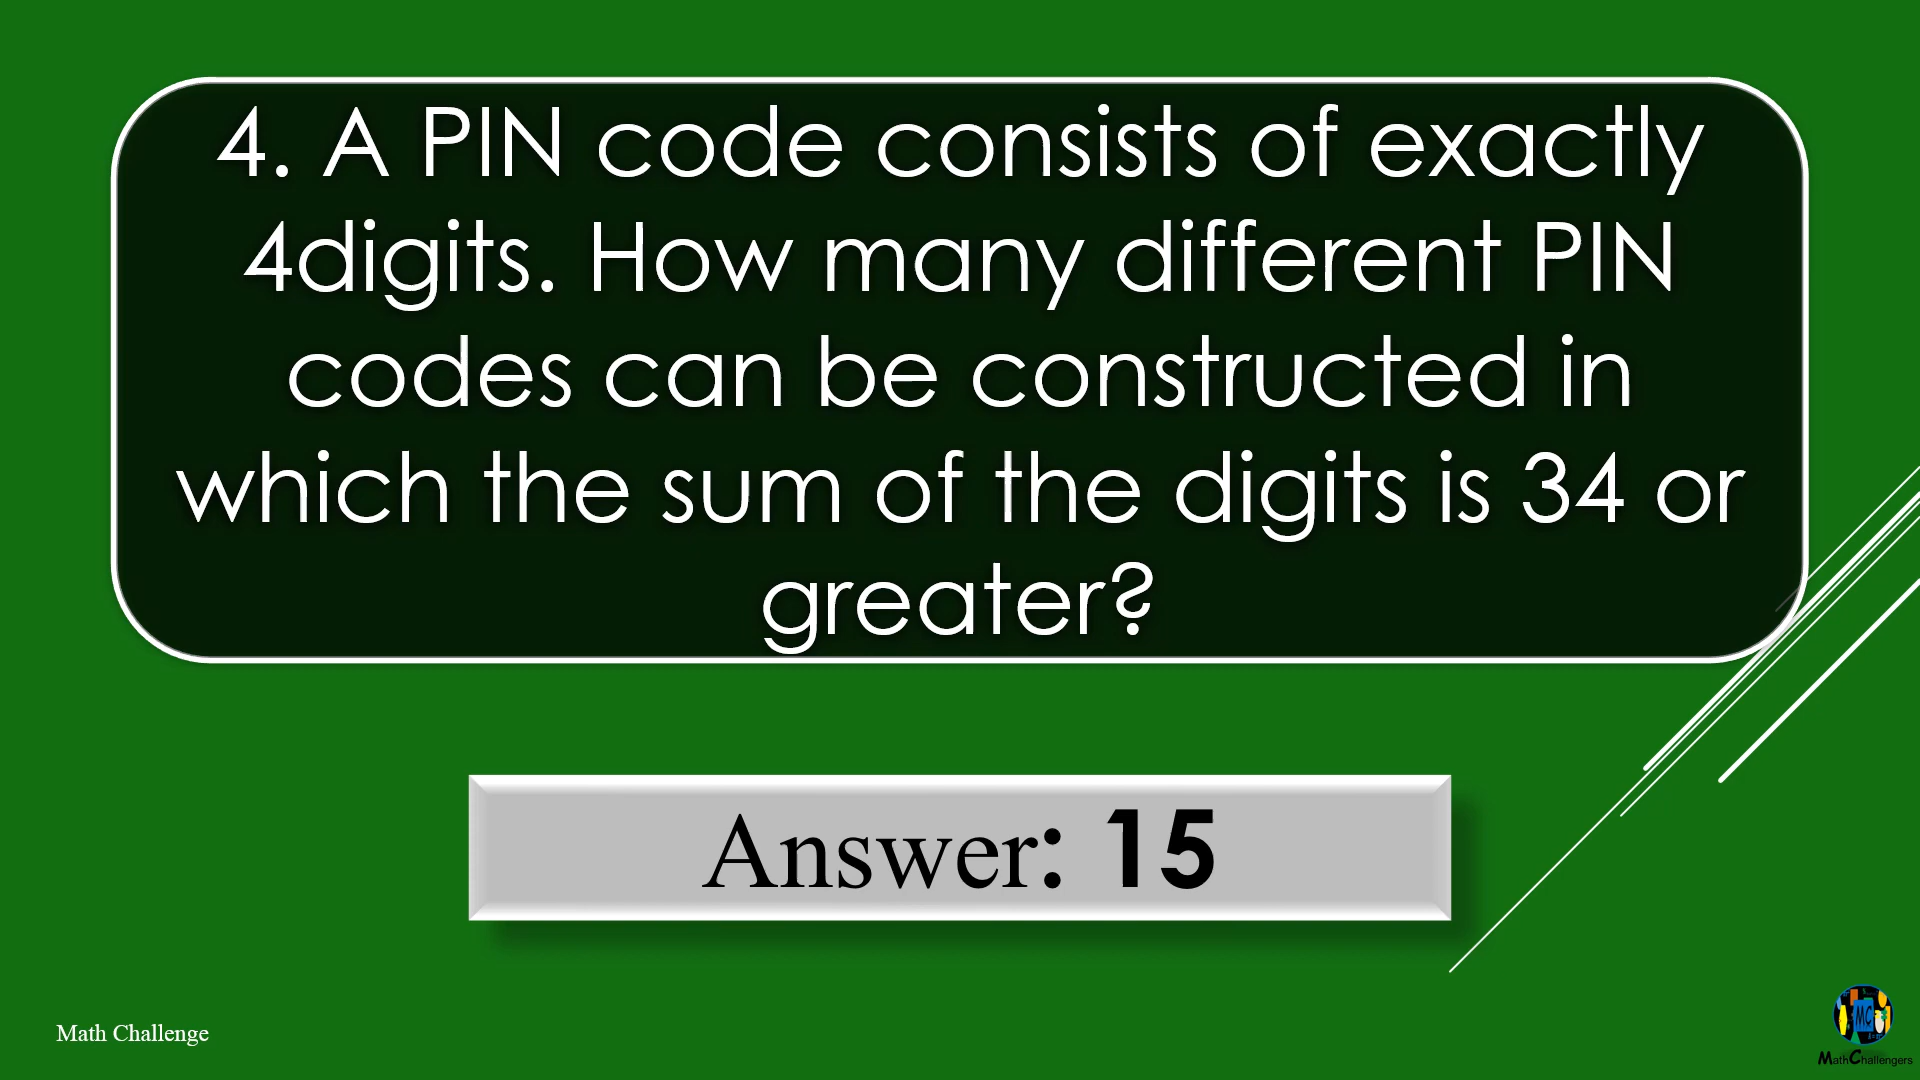 4. A PIN code consists of exactly
4digits. How many different PIN
codes can be constructed in
which the sum of the digits is 34 or
greater?
Answer: 15
Math Challenge
MC
MathChallengers